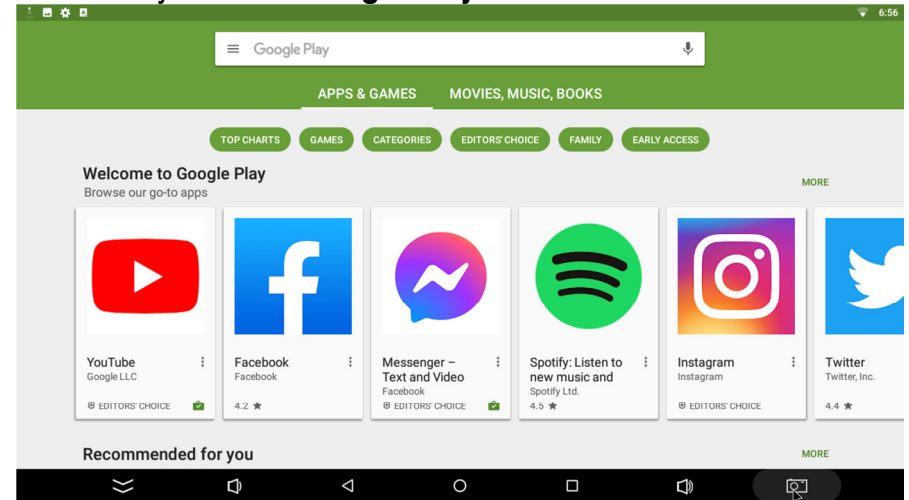 6:56
Google Play
APPS & GAMES MOVIES, MUSIC, BOOKS
TOP CHARTS GAMES CATEGORIES EDITORS' CHOICE FAMILY EARLY ACCESS
Welcome to Google Play
MORE
Browse our go-to apps
YouTube
Google LLC
EDITORS' CHOICE
Facebook
Facebook
4.2 ★
Messenger –
Text and Video
Facebook
EDITORS' CHOICE
Spotify: Listen to
new music and
Spotify Ltd.
4.5 ★
Instagram
Instagram
EDITORS' CHOICE
Twitter
Twitter, Inc.
4.4 ★
Recommended for you
MORE